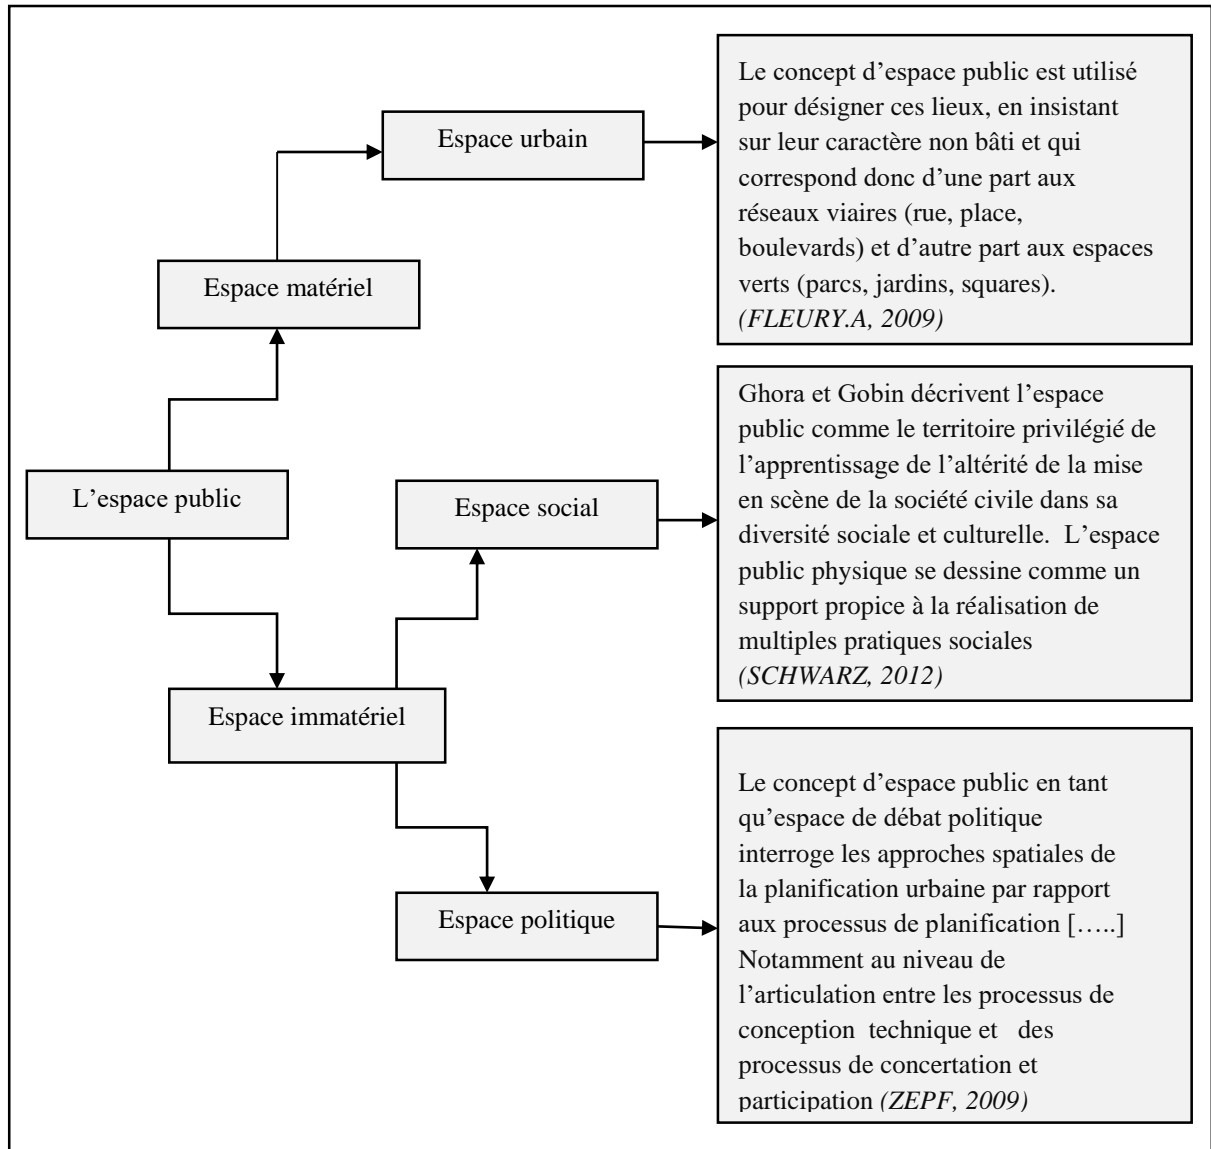 Espace urbain
Le concept d’espace public est utilisé
pour désigner ces lieux, en insistant
sur leur caractère non bâti et qui
correspond donc d’une part aux
réseaux viaires (rue, place,
boulevards) et d’autre part aux espaces
verts (parcs, jardins, squares).
(FLEURY.A, 2009)
Espace matériel
L’espace public
Espace social
Ghora et Gobin décrivent l’espace
public comme le territoire privilégié de
l’apprentissage de l’altérité de la mise
en scène de la société civile dans sa
diversité sociale et culturelle. L’espace
public physique se dessine comme un
support propice à la réalisation de
multiples pratiques sociales
(SCHWARZ, 2012)
Espace immatériel
Espace politique
Le concept d’espace public en tant
qu’espace de débat politique
interroge les approches spatiales de
la planification urbaine par rapport
aux processus de planification […..]
Notamment au niveau de
l’articulation entre les processus de
conception technique et des
processus de concertation et
participation (ZEPF, 2009)